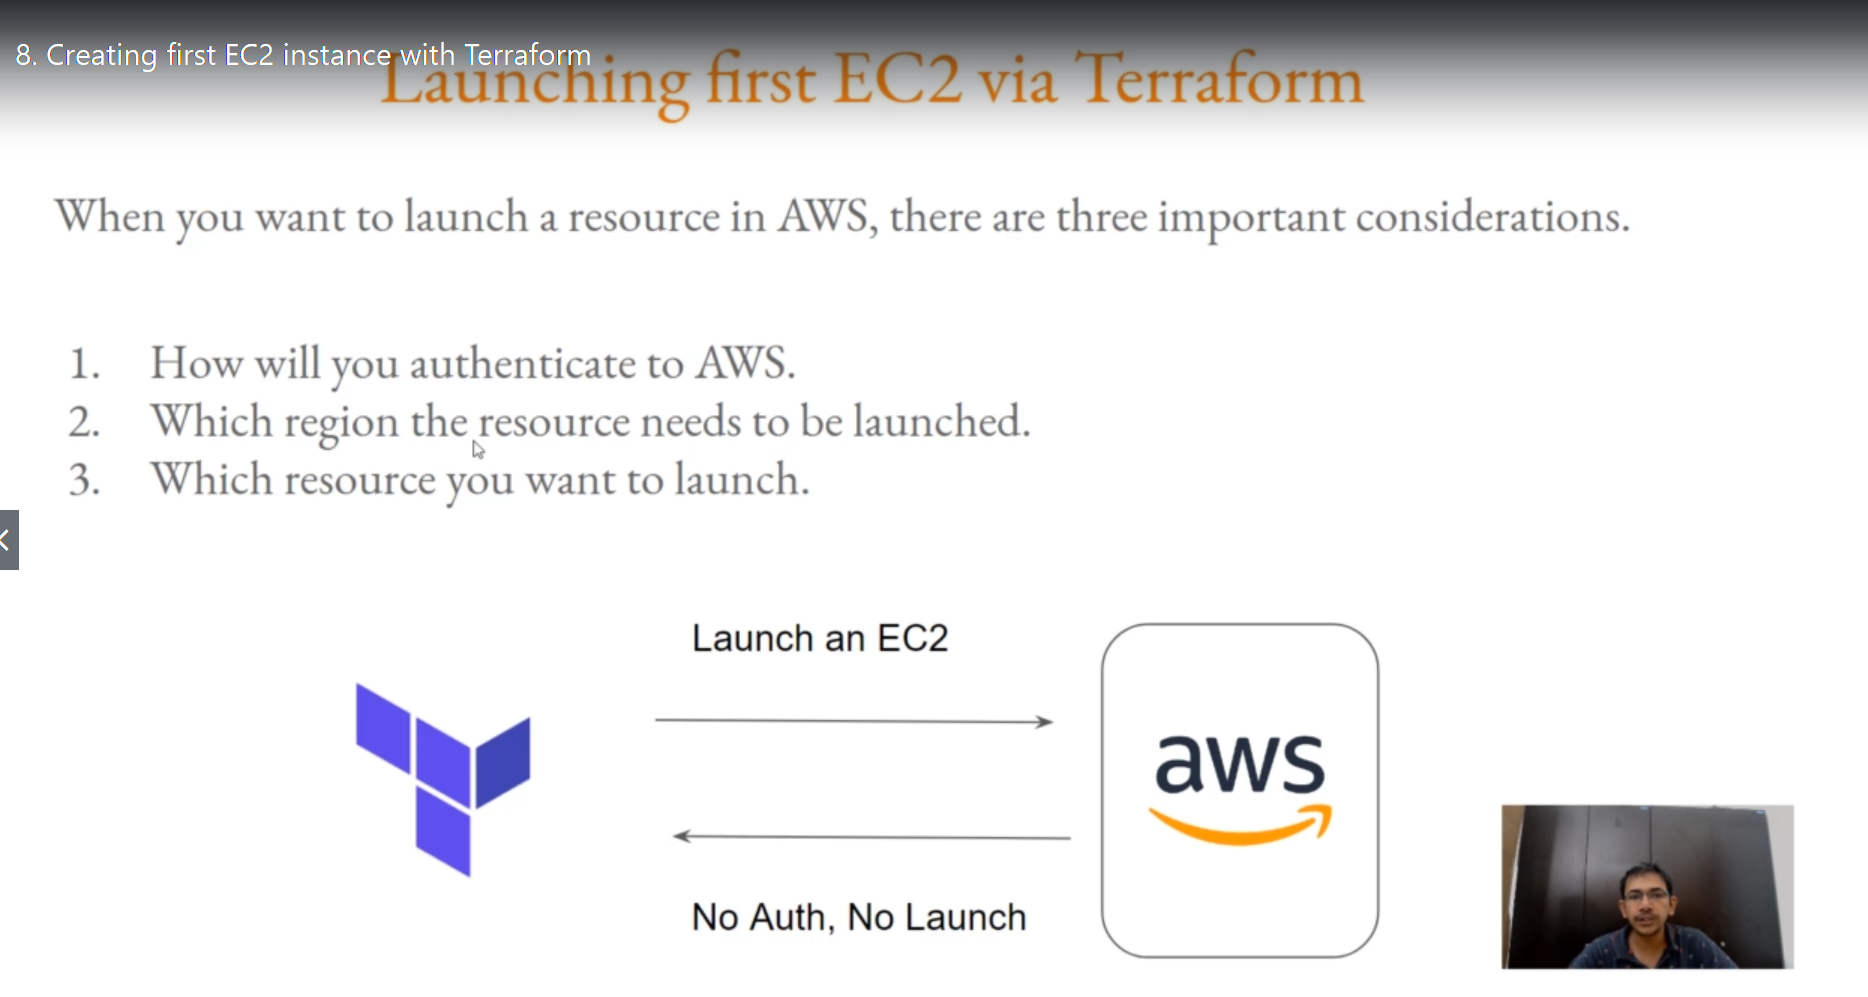 8. Creating first EC2 instance with Terraform
Launching first EC2 via Terraform
When you want to launch a resource in AWS, there are three important considerations.
1. How will you authenticate to AWS.
2. Which region the resource needs to be launched.
3. Which resource you want to launch.
Launch an EC2
aws
No Auth, No Launch